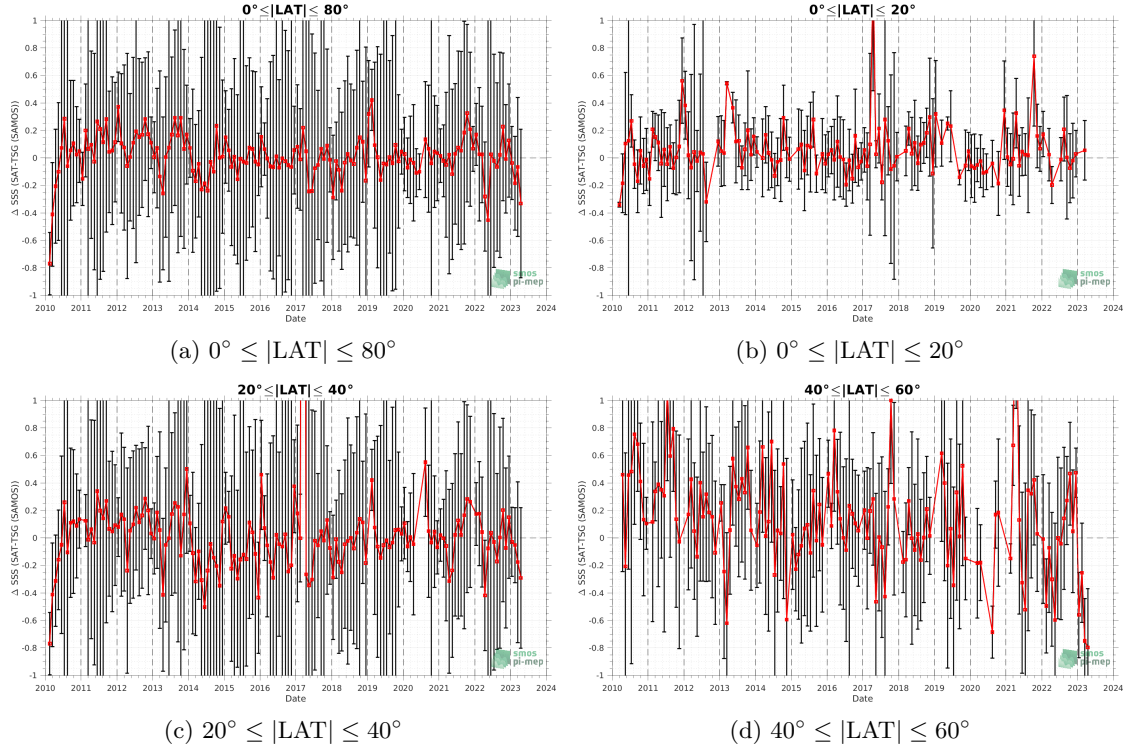 0°≤|LAT|≤ 80°
Δ SSS (SAT-TSG (SAMOS))
1
0.8
0.6
0.4
0.2
0
-0.2
-0.4
-0.6
-0.8
-1
2010 2011 2012 2013 2014 2015 2016 2017 2018 2019 2020 2021 2022 2023 2024
Date
smos
pi-mep
(a) 0° ≤ |LAT| ≤ 80°
0°≤|LAT|≤ 20°
Δ SSS (SAT-TSG (SAMOS))
1
0.8
0.6
0.4
0.2
0
-0.2
-0.4
-0.6
-0.8
-1
2010 2011 2012 2013 2014 2015 2016 2017 2018 2019 2020 2021 2022 2023 2024
Date
smos
pi-mep
(b) 0° ≤ |LAT| ≤ 20°
20°≤|LAT|≤ 40°
Δ SSS (SAT-TSG (SAMOS))
1
0.8
0.6
0.4
0.2
0
-0.2
-0.4
-0.6
-0.8
-1
2010 2011 2012 2013 2014 2015 2016 2017 2018 2019 2020 2021 2022 2023 2024
Date
smos
pi-mep
(c) 20° ≤ |LAT| ≤ 40°
40°≤|LAT|≤ 60°
Δ SSS (SAT-TSG (SAMOS))
1
0.8
0.6
0.4
0.2
0
-0.2
-0.4
-0.6
-0.8
-1
2010 2011 2012 2013 2014 2015 2016 2017 2018 2019 2020 2021 2022 2023 2024
Date
smos
pi-mep
(d) 40° ≤ |LAT| ≤ 60°